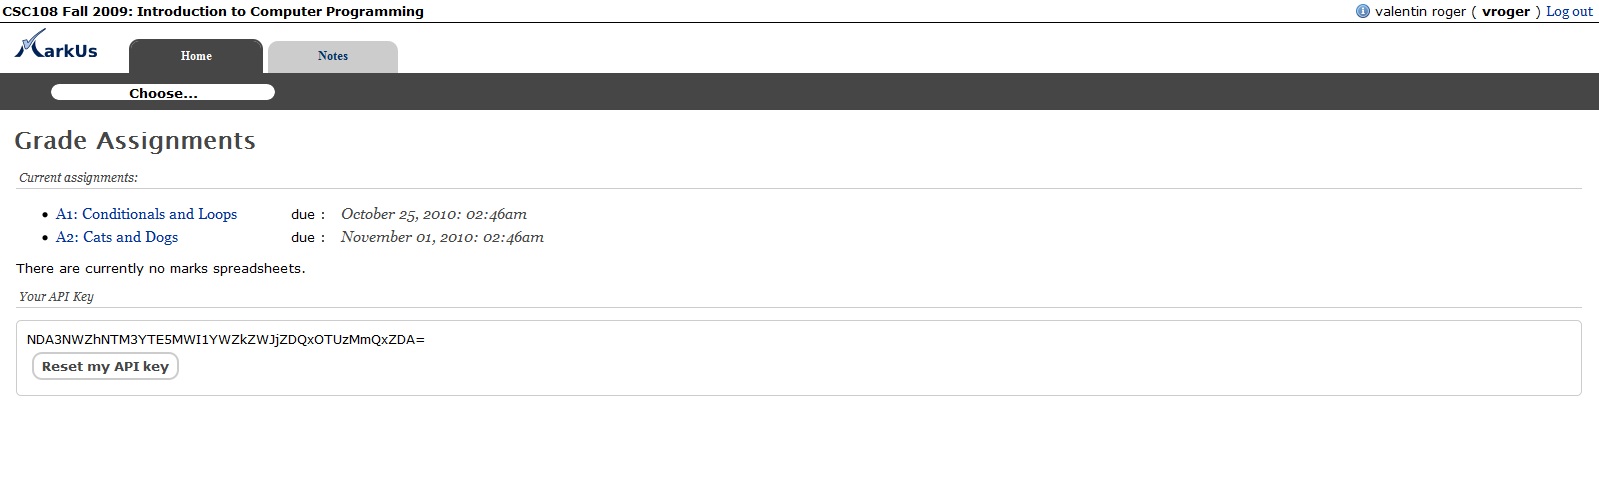 CSC108 Fall 2009: Introduction to Computer Programming
valentin roger ( vroger ) Log out
MarkUs
Home
Notes
Choose...
Grade Assignments
Current assignments:
• A1: Conditionals and Loops due : October 25, 2010: 02:46am
• A2: Cats and Dogs due : November 01, 2010: 02:46am
There are currently no marks spreadsheets.
Your API Key
NDA3NWZhNTM3YTE5MWI1YWZkZWJjZDQxOTUzMmQxZDA=
Reset my API key